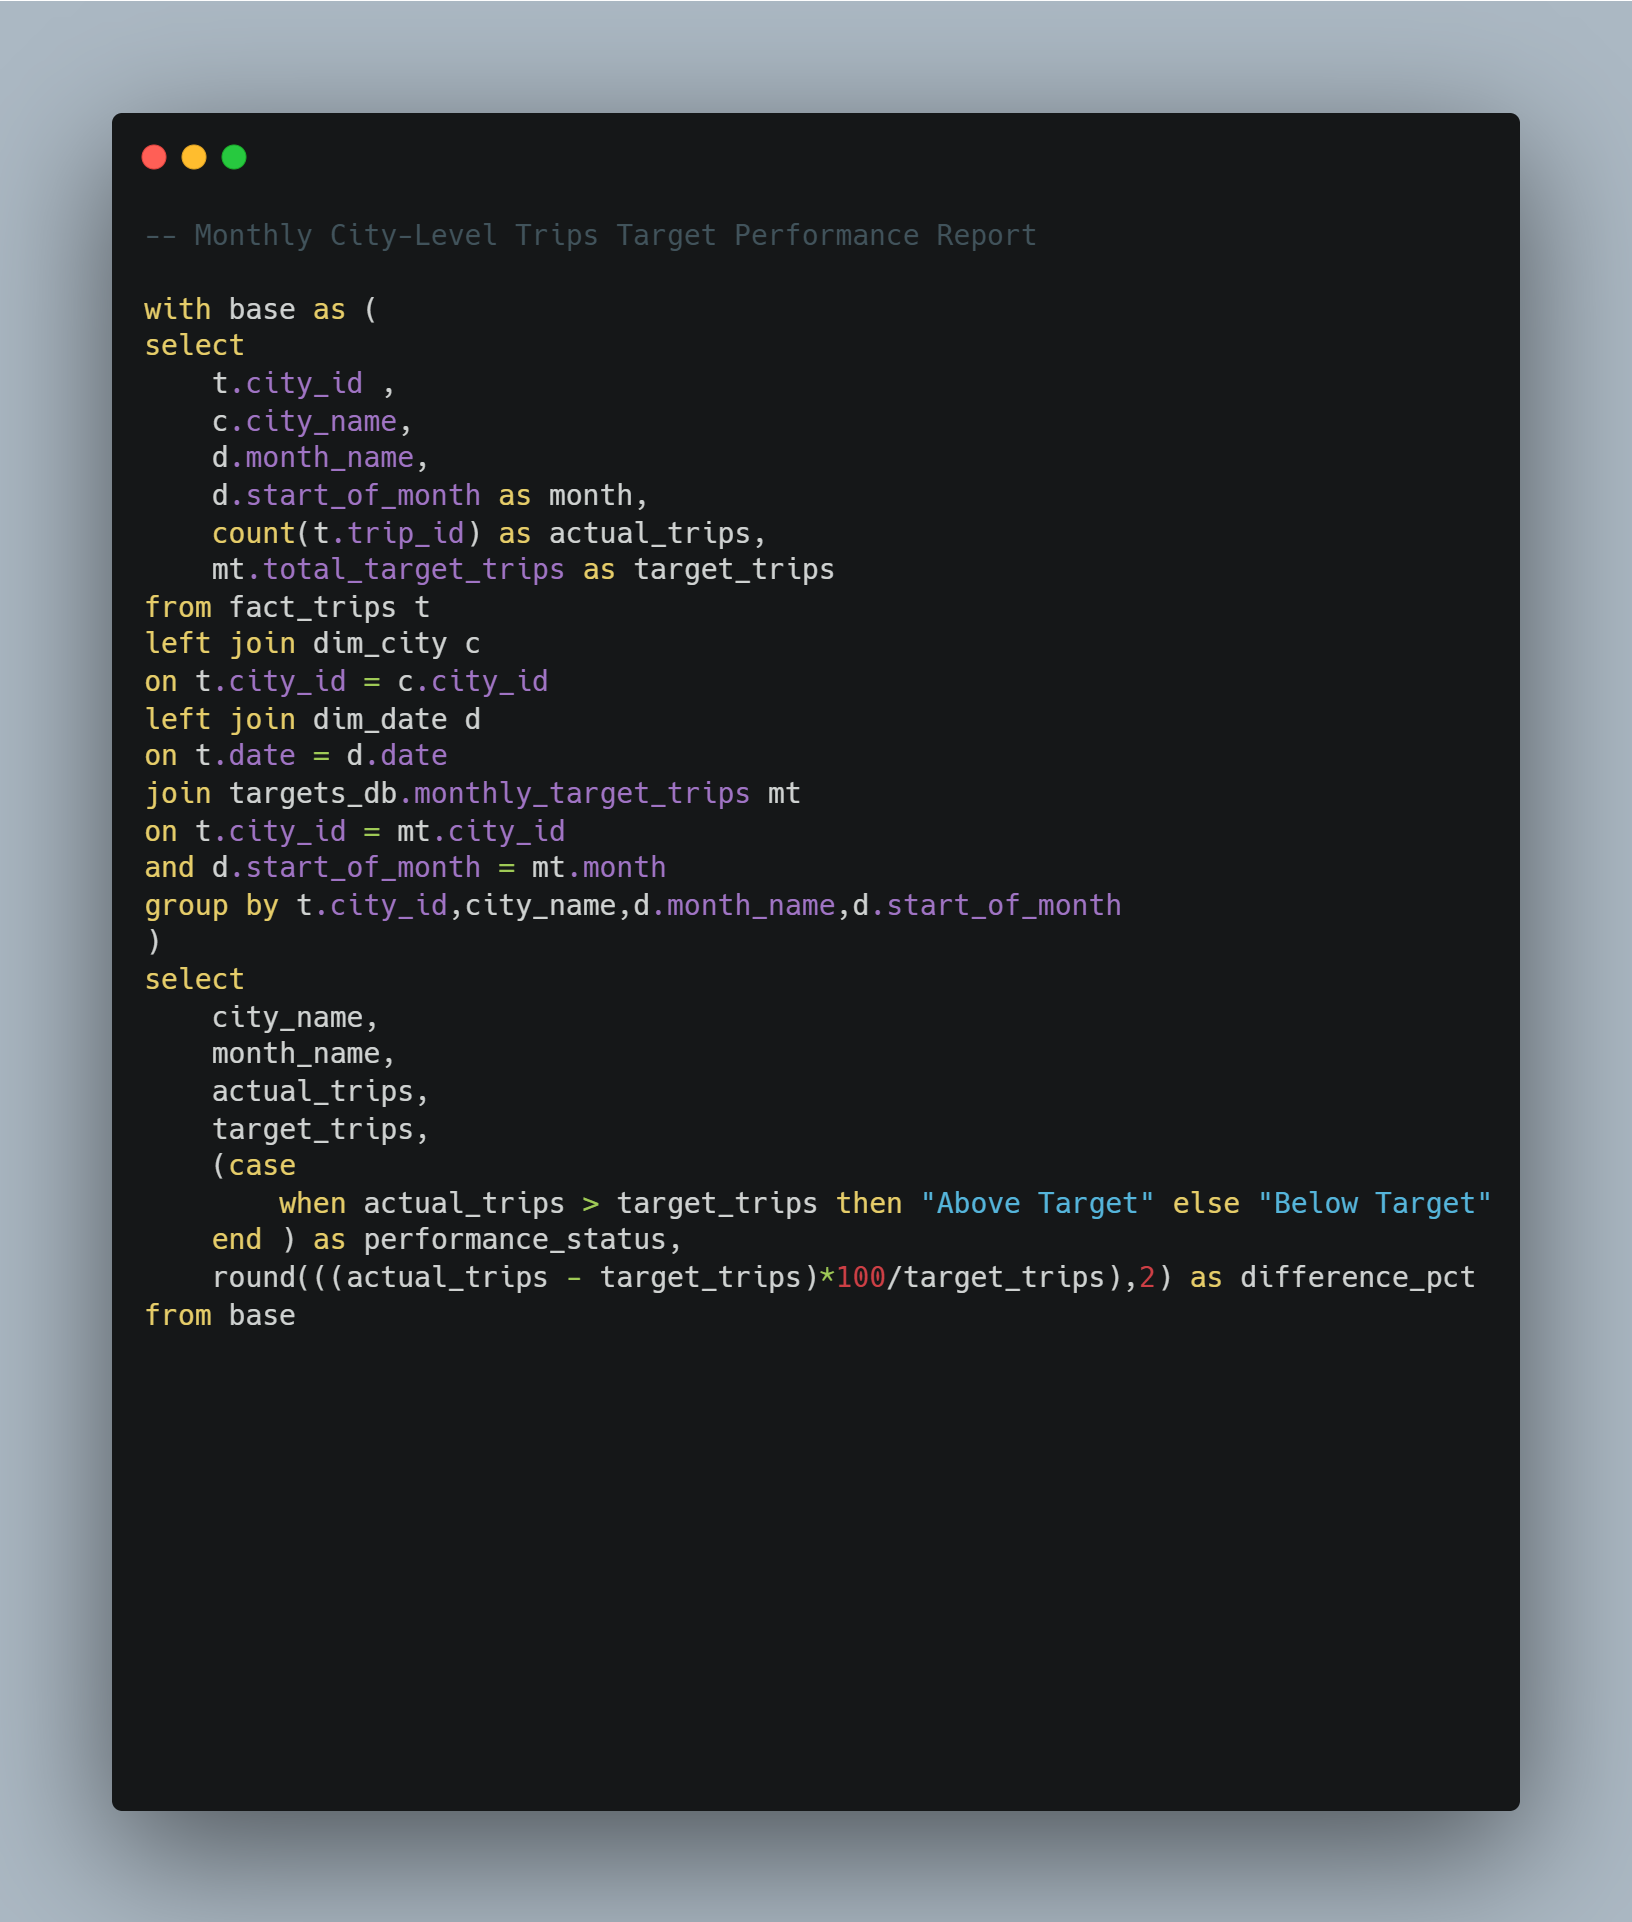 -- Monthly City-Level Trips Target Performance Report
with base as (
select
t.city_id ,
c.city_name,
d.month_name,
d.start_of_month as month,
count(t.trip_id) as actual_trips,
mt.total_target_trips as target_trips
from fact_trips t
left join dim_city c
on t.city_id = c.city_id
left join dim_date d
on t.date = d.date
join targets_db.monthly_target_trips mt
on t.city_id = mt.city_id
and d.start_of_month = mt.month
group by t.city_id,city_name,d.month_name,d.start_of_month
)
select
city_name,
month_name,
actual_trips,
target_trips,
(case
when actual_trips > target_trips then "Above Target" else "Below Target"
end ) as performance_status,
round(((actual_trips - target_trips)*100/target_trips),2) as difference_pct
from base